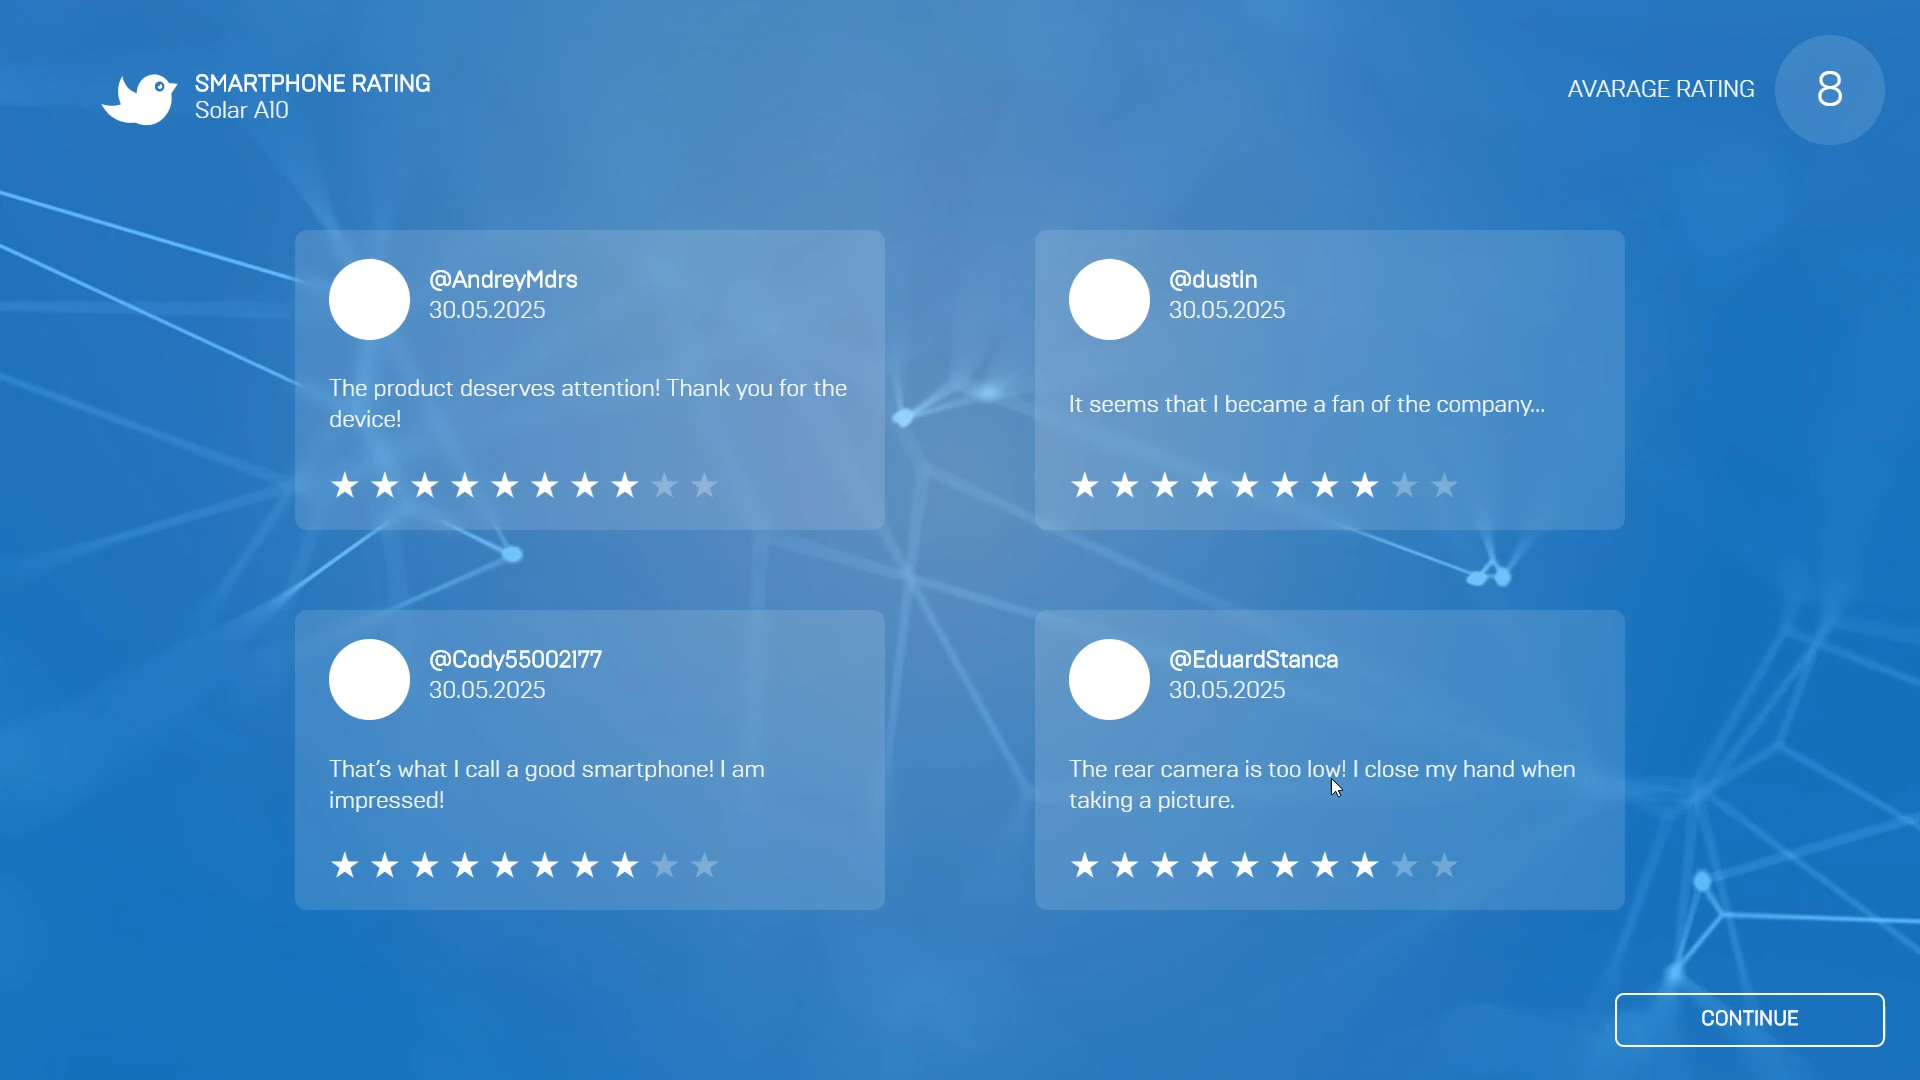 SMARTPHONE RATING
Solar A10
AVARAGE RATING
8
@AndreyMdrs
30.05.2025
The product deserves attention! Thank you for the
device!
@dustin
30.05.2025
It seems that I became a fan of the company...
@Cody55002177
30.05.2025
That's what I call a good smartphone! I am
impressed!
@EduardStanca
30.05.2025
The rear camera is too low! I close my hand when
taking a picture.
CONTINUE